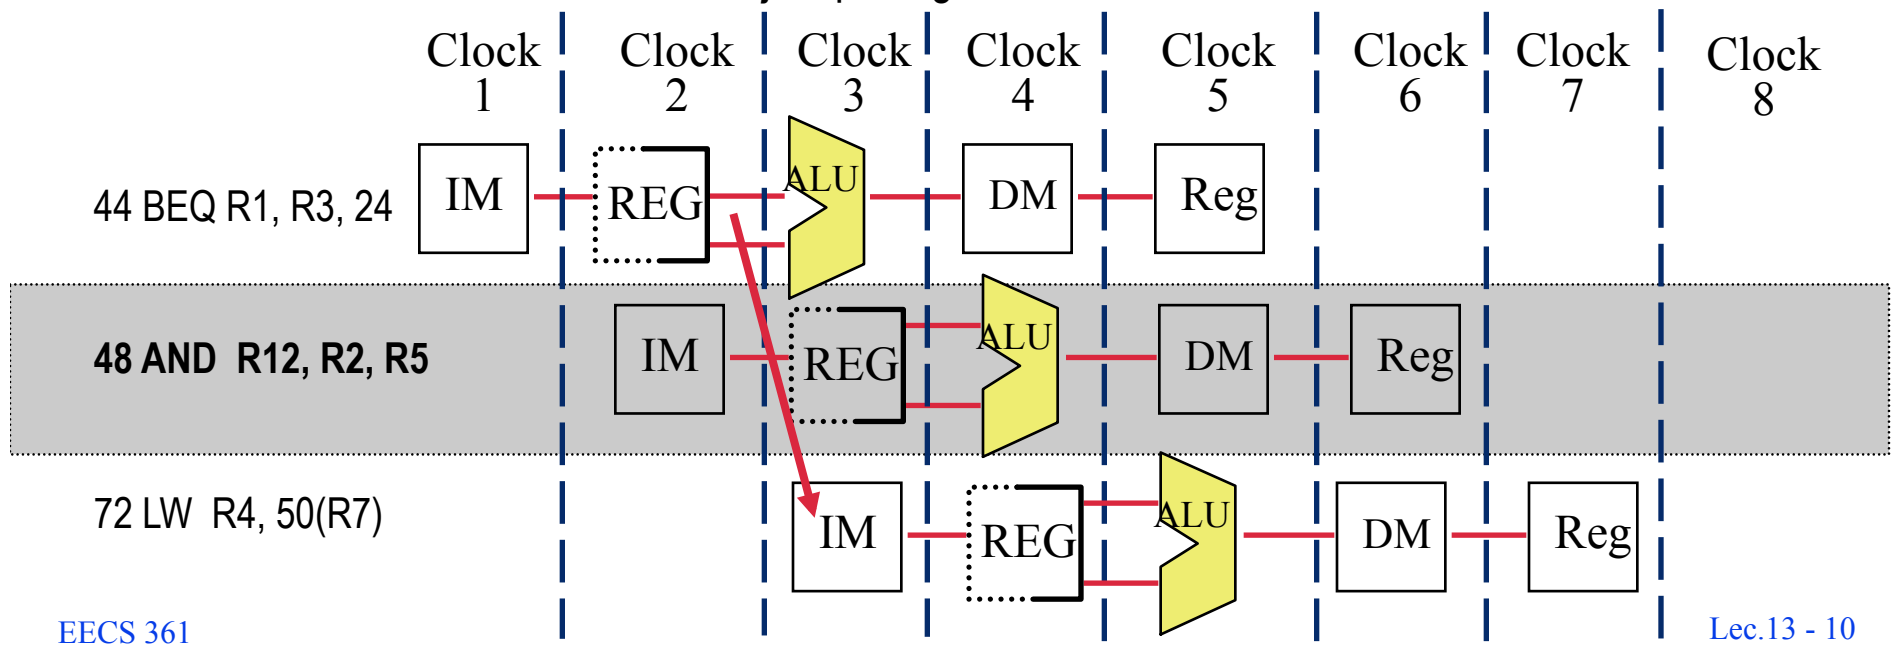 Clock 1
Clock 2
Clock 3
Clock 4
Clock 5
Clock 6
Clock 7
Clock 8
44 BEQ R1, R3, 24
IM
REG
ALU
DM
Reg
48 AND R12, R2, R5
IM
REG
ALU
DM
Reg
72 LW R4, 50(R7)
IM
REG
ALU
DM
Reg
EECS 361
Lec.13 - 10